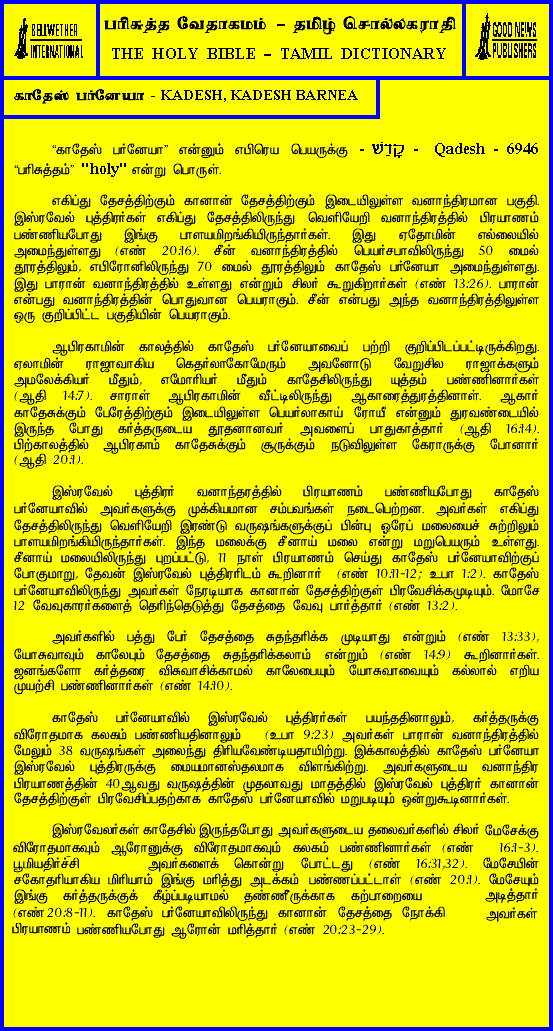 BELLWETHER
INTERNATIONAL
பரிசுத்த வேதாகமம் – தமிழ் சொல்லகராதி
THE HOLY BIBLE – TAMIL DICTIONARY
GOOD NEWS
PUBLISHERS
காதேஸ் பர்னேயா - KADESH, KADESH BARNEA
“காதேஸ் பர்னேயா” என்னும் எபிரெய பெயருக்கு - קָדֵשׁ - Qadesh - 6946
“பரிசுத்தம்” "holy" என்று பொருள்.
எகிப்து தேசத்திற்கும் கானான் தேசத்திற்கும் இடையிலுள்ள வனாந்திரமான பகுதி.
இஸ்ரவேல் புத்திரர்கள் எகிப்து தேசத்திலிருந்து வெளியேறி வனாந்திரத்தில் பிரயாணம்
பண்ணியபோது இங்கு பாளயமிறங்கியிருந்தார்கள். இது ஏதோமின் எல்லையில்
அமைந்துள்ளது (எண் 20:16). சீன் வனாந்திரத்தில் பெயர்சபாவிலிருந்து 50 மைல்
தூரத்திலும், எபிரோனிலிருந்து 70 மைல் தூரத்திலும் காதேஸ் பர்னேயா அமைந்துள்ளது.
இது பாரான் வனாந்திரத்தில் உள்ளது என்றும் சிலர் கூறுகிறார்கள் (எண் 13:26). பாரான்
என்பது வனாந்திரத்தின் பொதுவான பெயராகும். சீன் என்பது அந்த வனாந்திரத்திலுள்ள
ஒரு குறிப்பிட்ட பகுதியின் பெயராகும்.
ஆபிரகாமின் காலத்தில் காதேஸ் பர்னேயாவைப் பற்றி குறிப்பிடப்பட்டிருக்கிறது.
ஏலாமின் ராஜாவாகிய கெதர்லாகோமேரும் அவனோடு வேறுசில ராஜாக்களும்
அமலேக்கியர் மீதும், எமோரியர் மீதும் காதேசிலிருந்து யுத்தம் பண்ணினார்கள்
(ஆதி 14:7). சாராள் ஆபிரகாமின் வீட்டிலிருந்து ஆகாரைத்துரத்தினாள். ஆகார்
காதேசுக்கும் பேரேத்திற்கும் இடையிலுள்ள பெயர்லாகாய் ரோயீ என்னும் துரவண்டையில்
இருந்த போது கர்த்தருடைய தூதனானவர் அவளைப் பாதுகாத்தார் (ஆதி 16:14).
பிற்காலத்தில் ஆபிரகாம் காதேசுக்கும் சூருக்கும் நடுவிலுள்ள கேராருக்கு போனார்
(ஆதி 20:1).
இஸ்ரவேல் புத்திரர் வனாந்தரத்தில் பிரயாணம் பண்ணியபோது காதேஸ்
பர்னேயாவில் அவர்களுக்கு முக்கியமான சம்பவங்கள் நடைபெற்றன. அவர்கள் எகிப்து
தேசத்திலிருந்து வெளியேறி இரண்டு வருஷங்களுக்குப் பின்பு ஓரேப் மலையைச் சுற்றிலும்
பாளயமிறங்கியிருந்தார்கள். இந்த மலைக்கு சீனாய் மலை என்று மறுபெயரும் உள்ளது.
சீனாய் மலையிலிருந்து புறப்பட்டு, 11 நாள் பிரயாணம் செய்து காதேஸ் பர்னேயாவிற்குப்
போகுமாறு, தேவன் இஸ்ரவேல் புத்திரரிடம் கூறினார் (எண் 10:11-12; உபா 1:2). காதேஸ்
பர்னேயாவிலிருந்து அவர்கள் நேரடியாக கானான் தேசத்திற்குள் பிரவேசிக்கமுடியும். மோசே
12 வேவுகாரர்களைத் தெரிந்தெடுத்து தேசத்தை வேவு பார்த்தார் (எண் 13:2).
அவர்களில் பத்து பேர் தேசத்தை சுதந்தரிக்க முடியாது என்றும் (எண் 13:33),
யோசுவாவும் காலேபும் தேசத்தை சுதந்தரிக்கலாம் என்றும் (எண் 14:9) கூறினார்கள்.
ஜனங்களோ கர்த்தரை விசுவாசிக்காமல் காலேபையும் யோசுவாவையும் கல்லால் எறிய
முயற்சி பண்ணினார்கள் (எண் 14:10).
காதேஸ் பர்னேயாவில் இஸ்ரவேல் புத்திரர்கள் பயந்ததினாலும், கர்த்தருக்கு
விரோதமாக கலகம் பண்ணியதினாலும் (உபா 9:23) அவர்கள் பாரான் வனாந்திரத்தில்
மேலும் 38 வருஷங்கள் அலைந்து திரியவேண்டியதாயிற்று. இக்காலத்தில் காதேஸ் பர்னேயா
இஸ்ரவேல் புத்திரருக்கு மையமானஸ்தலமாக விளங்கிற்று. அவர்களுடைய வனாந்திர
பிரயாணத்தின் 40ஆவது வருஷத்தின் முதலாவது மாதத்தில் இஸ்ரவேல் புத்திரர் கானான்
தேசத்திற்குள் பிரவேசிப்பதற்காக காதேஸ் பர்னேயாவில் மறுபடியும் ஒன்றுகூடினார்கள்.
இஸ்ரவேலர்கள் காதேசில் இருந்தபோது அவர்களுடைய தலைவர்களில் சிலர் மேசேக்கு
விரோதமாகவும் ஆரோனுக்கு விரோதமாகவும் கலகம் பண்ணினார்கள் (எண் 16:1-3).
பூமியதிர்ச்சி அவர்களைக் கொன்று போட்டது (எண் 16:31,32). மேசேயின்
சகோதரியாகிய மிரியாம் இங்கு மரித்து அடக்கம் பண்ணப்பட்டாள் (எண் 20:1). மேசேயும்
இங்கு கர்த்தருக்குக் கீழ்ப்படியாமல் தண்ணீருக்காக கற்பாறையை அடித்தார்
(எண் 20:8-11). காதேஸ் பர்னேயாவிலிருந்து கானான் தேசத்தை நோக்கி அவர்கள்
பிரயாணம் பண்ணியபோது ஆரோன் மரித்தார் (எண் 20:23-29).